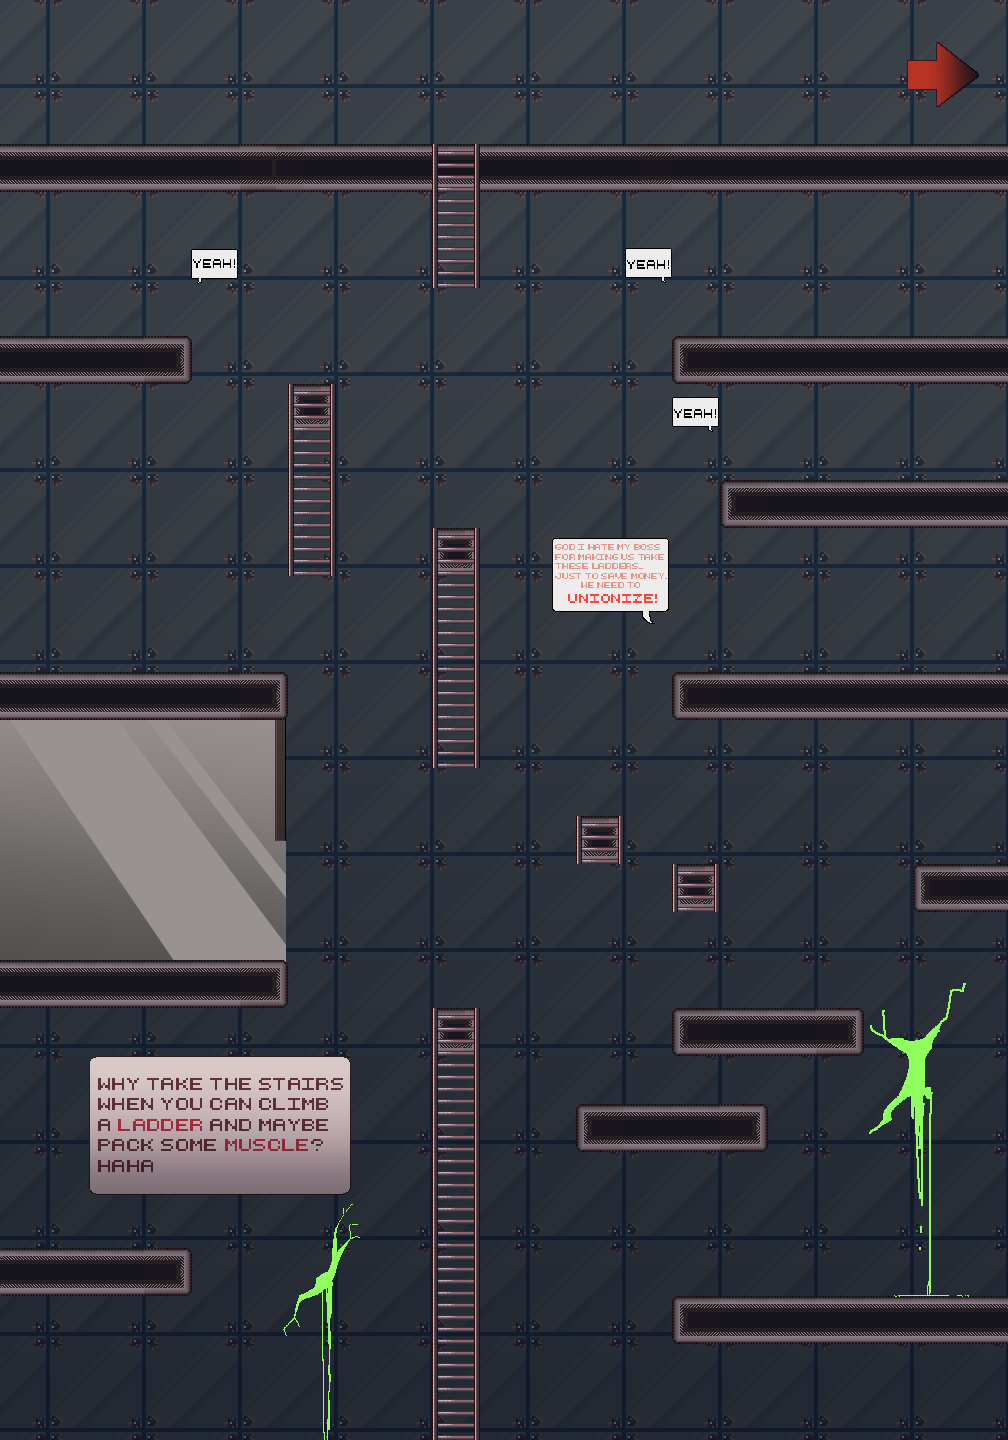 YEAH!
YEAH!
YEAH!
GOD I HATE MY BOSS
FOR MAKING US TAKE
THESE LADDERS..
JUST TO SAVE MONEY.
WE NEED TO
UNIONIZE!
WHY TAKE THE STAIRS
WHEN YOU CAN CLIMB
A LADDER AND MAYBE
PACK SOME MUSCLE?
HAHA